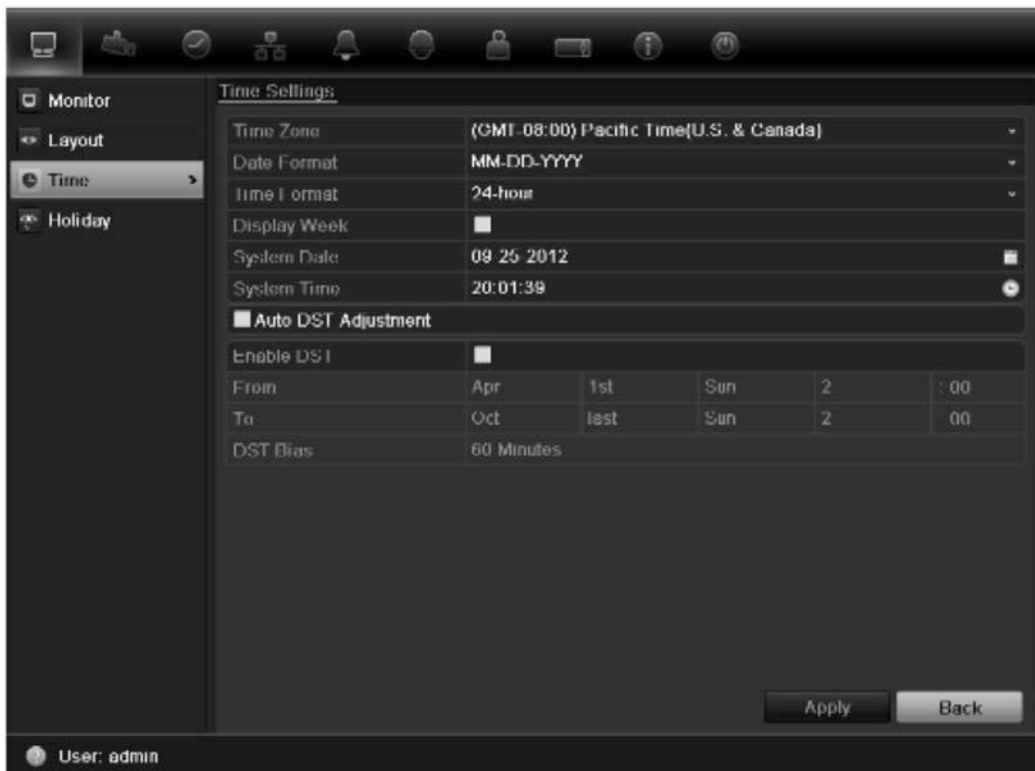 Monitor
Layout
Time
Holiday
Time Settings
Time Zone (GMT-08:00) Pacific Time(U.S. & Canada)
Date Format MM-DD-YYYY
Time Format 24-hour
Display Week
System Date 09-25-2012
System Time 20:01:39
Auto DST Adjustment
Enable DST
From Apr 1st Sun 2 : 00
To Oct last Sun 2 00
DST Bias 60 Minutes
Apply Back
User: admin